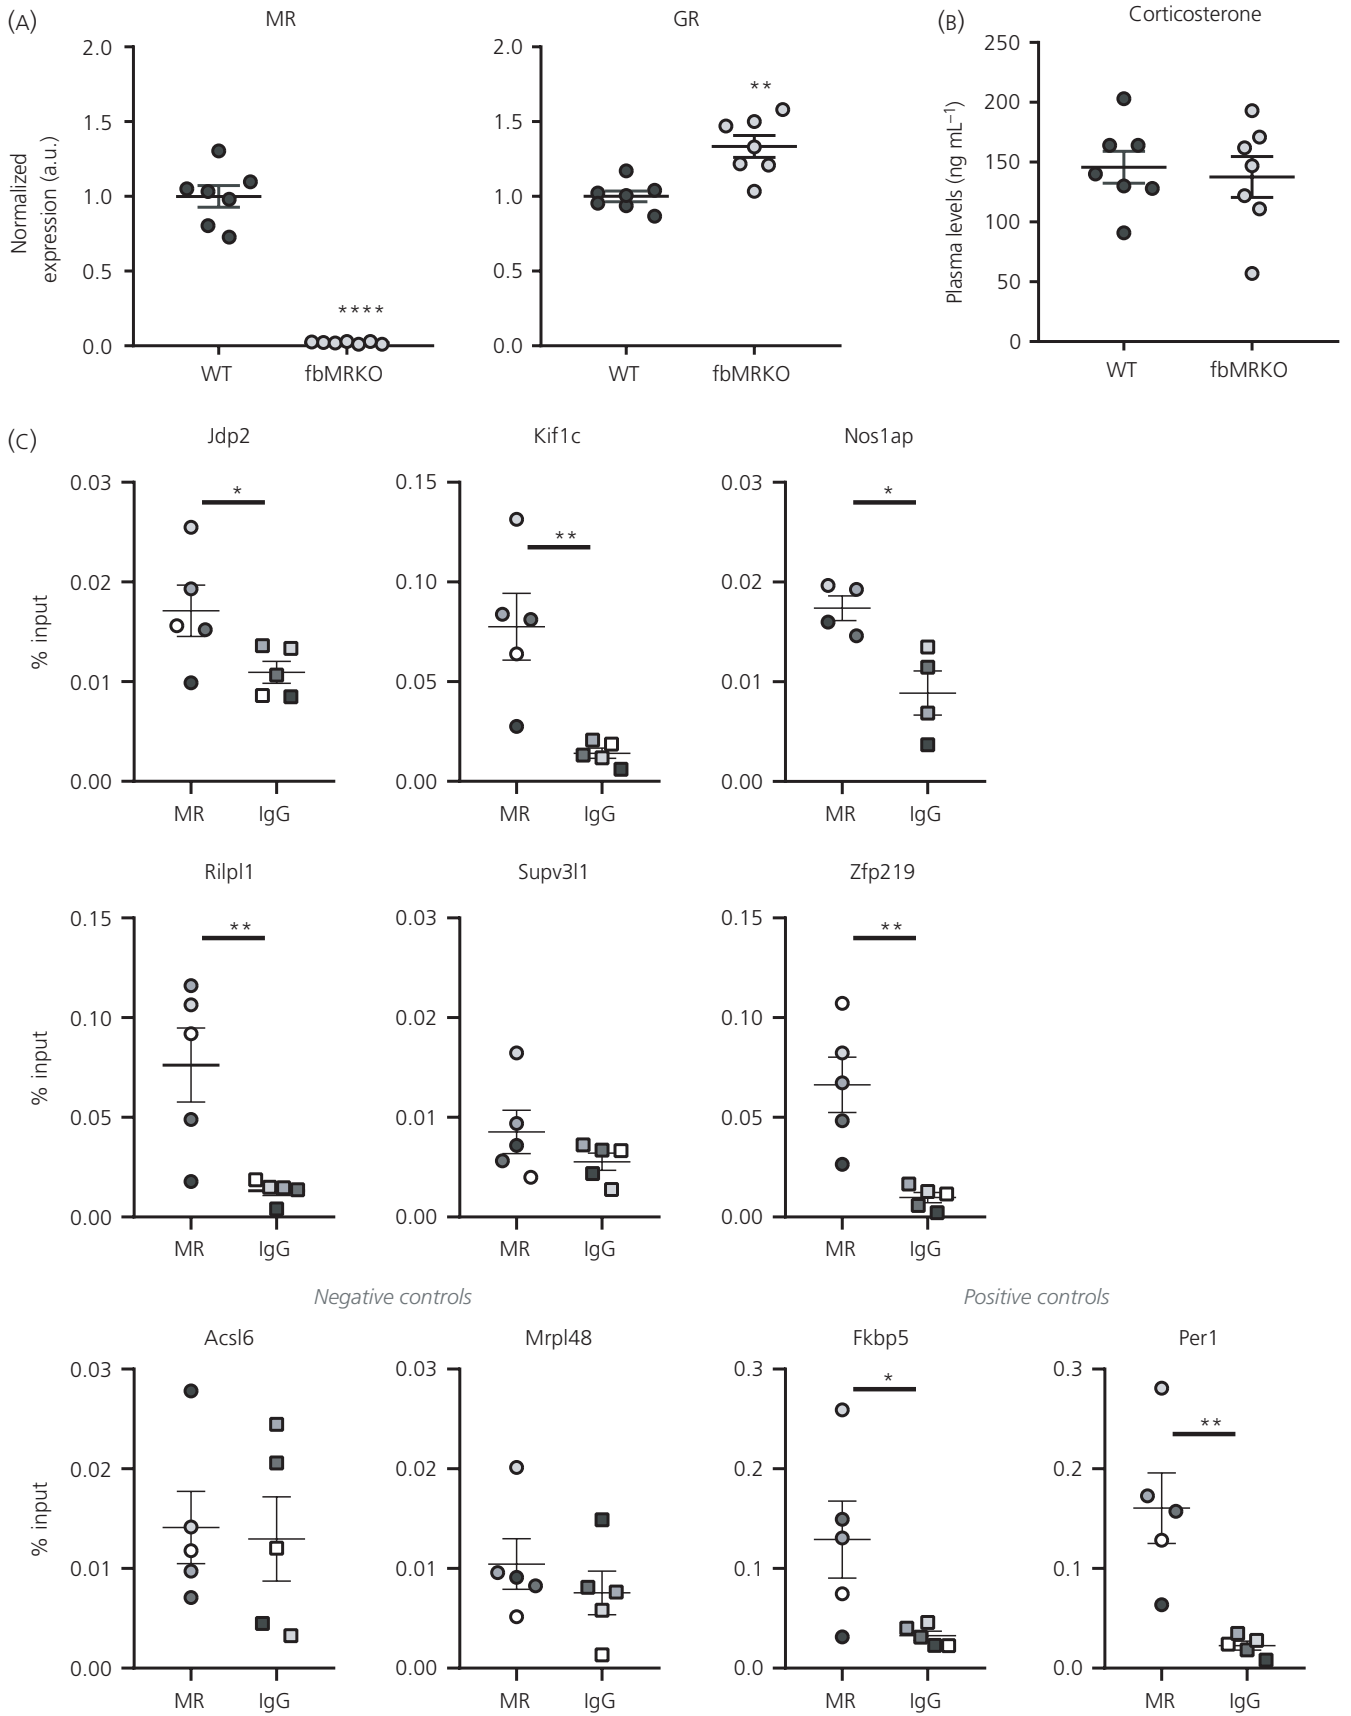 (A)
MR
GR
(B)
Corticosterone
Normalized
expression (a.u.)
2.0
1.5
1.0
0.5
0.0
****
WT
fbMRKO
2.0
1.5
1.0
0.5
0.0
**
WT
fbMRKO
Plasma levels (ng mL−1)
250
200
150
100
50
0
WT
fbMRKO
(C)
Jdp2
% input
0.03
0.02
0.01
0.00
*
MR
IgG
Kif1c
0.15
0.10
0.05
0.00
**
MR
IgG
Nos1ap
0.03
0.02
0.01
0.00
*
MR
IgG
Rilpl1
% input
0.15
0.10
0.05
0.00
**
MR
IgG
Supv3l1
0.03
0.02
0.01
0.00
MR
IgG
Zfp219
0.15
0.10
0.05
0.00
**
MR
IgG
Negative controls
Positive controls
Acsl6
% input
0.03
0.02
0.01
0.00
MR
IgG
Mrpl48
0.03
0.02
0.01
0.00
MR
IgG
Fkbp5
0.3
0.2
0.1
0.0
*
MR
IgG
Per1
0.3
0.2
0.1
0.0
**
MR
IgG